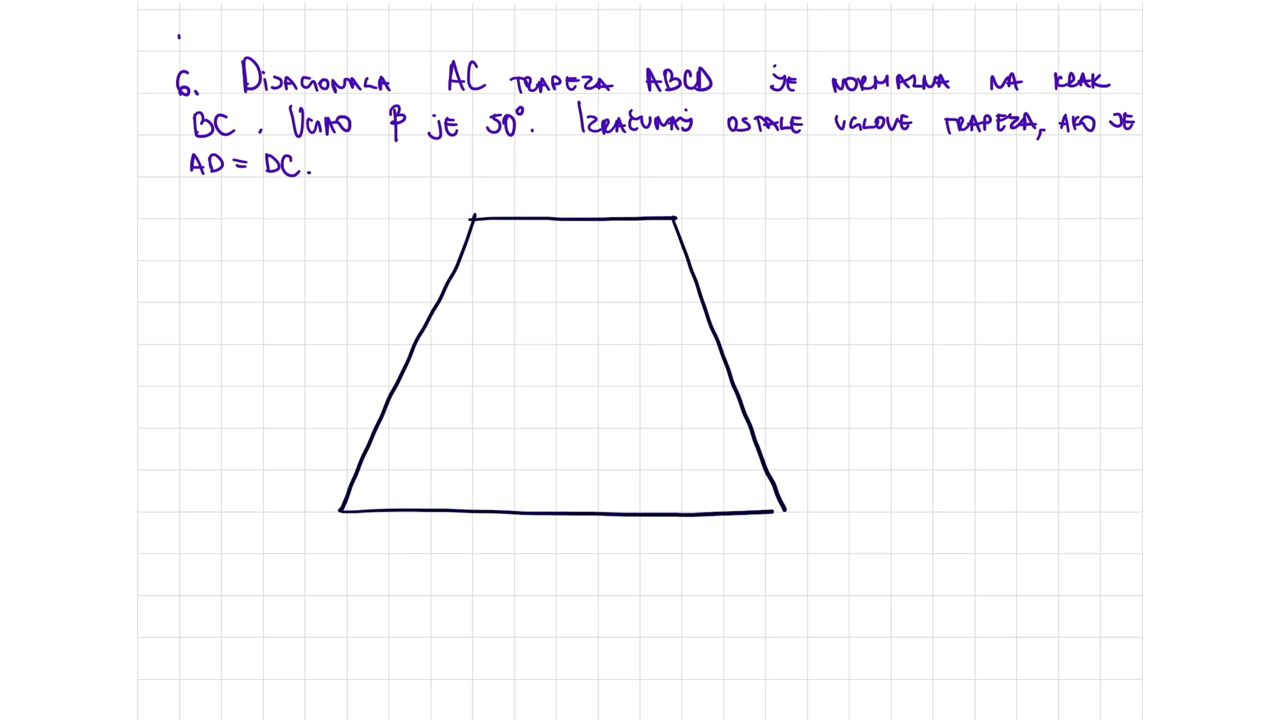 6. DIJAGONALA AC TRAPEZA ABCD JE NORMALNA NA KRAK
BC. UGAO β JE 50°. IZRAČUNAJ OSTALE UGLOVE TRAPEZA, AKO JE
AD = DC.